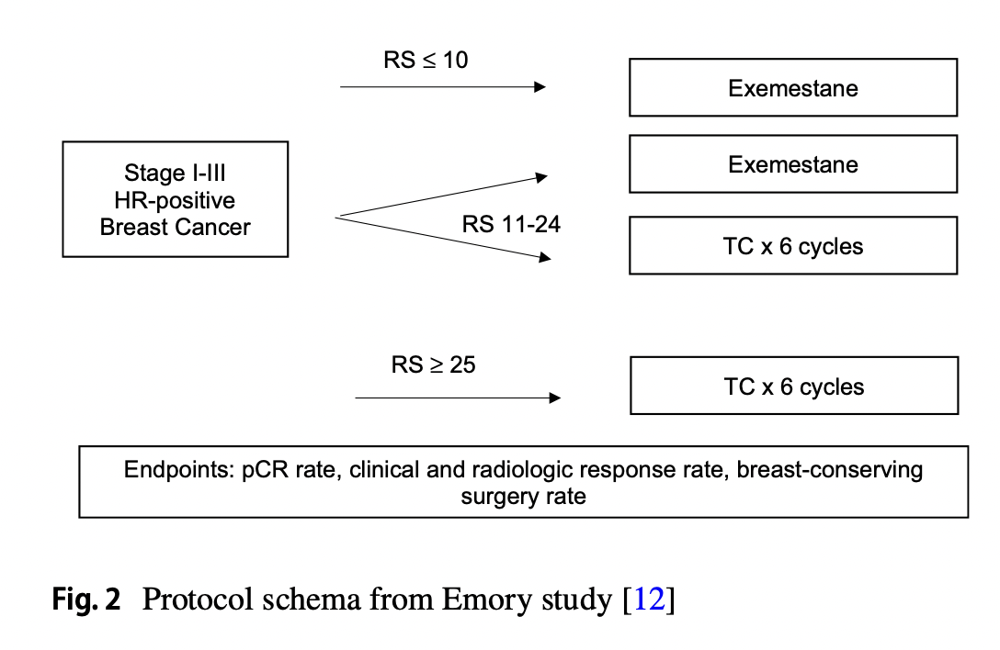 RS ≤ 10
Exemestane
Stage I-III
HR-positive
Breast Cancer
Exemestane
RS 11-24
TC x 6 cycles
RS ≥ 25
TC x 6 cycles
Endpoints: pCR rate, clinical and radiologic response rate, breast-conserving
surgery rate
Fig. 2 Protocol schema from Emory study [12]